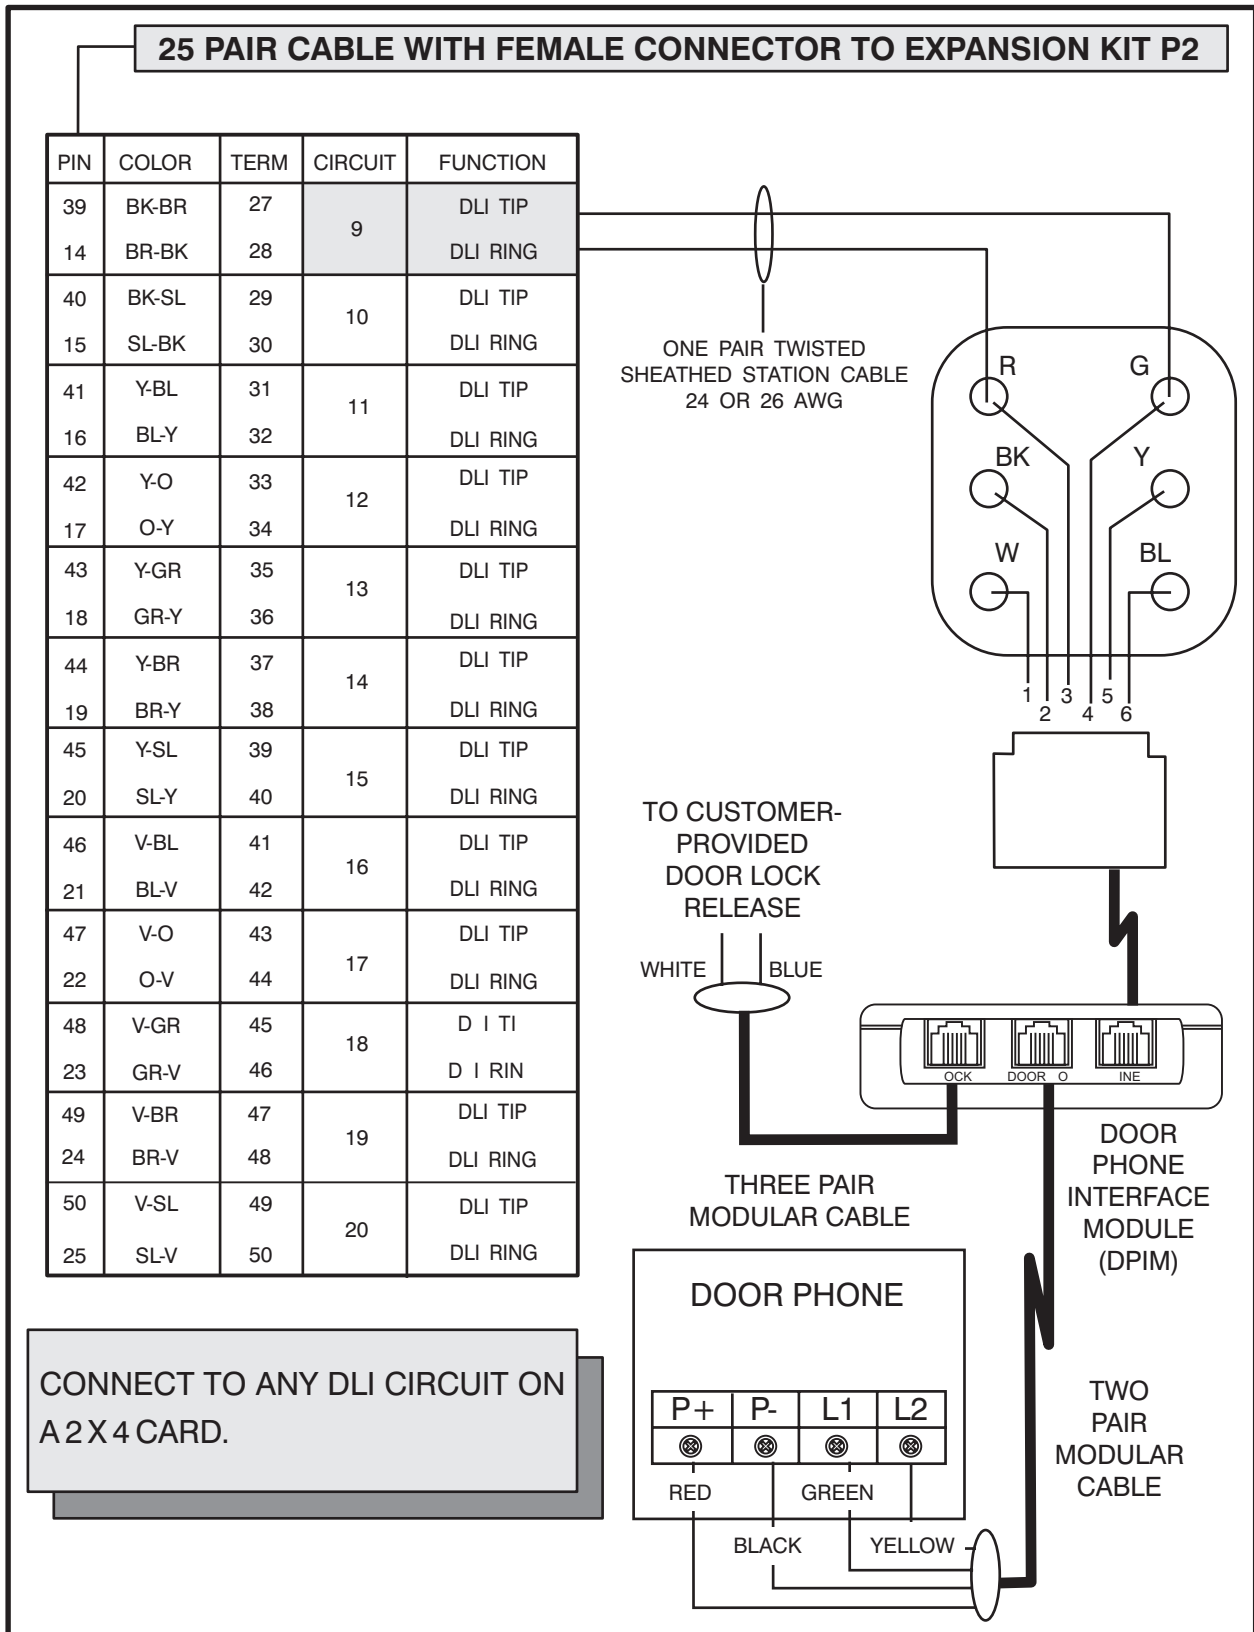 25 PAIR CABLE WITH FEMALE CONNECTOR TO EXPANSION KIT P2
PIN COLOR TERM CIRCUIT FUNCTION
39 BK-BR 27 9 DLI TIP
14 BR-BK 28 DLI RING
40 BK-SL 29 10 DLI TIP
15 SL-BK 30 DLI RING
41 Y-BL 31 11 DLI TIP
16 BL-Y 32 DLI RING
42 Y-O 33 12 DLI TIP
17 O-Y 34 DLI RING
43 Y-GR 35 13 DLI TIP
18 GR-Y 36 DLI RING
44 Y-BR 37 14 DLI TIP
19 BR-Y 38 DLI RING
45 Y-SL 39 15 DLI TIP
20 SL-Y 40 DLI RING
46 V-BL 41 16 DLI TIP
21 BL-V 42 DLI RING
47 V-O 43 17 DLI TIP
22 O-V 44 DLI RING
48 V-GR 45 18 D I TI
23 GR-V 46 D I RIN
49 V-BR 47 19 DLI TIP
24 BR-V 48 DLI RING
50 V-SL 49 20 DLI TIP
25 SL-V 50 DLI RING
ONE PAIR TWISTED
SHEATHED STATION CABLE
24 OR 26 AWG
R G
BK Y
W BL
1 2 3 4 5 6
TO CUSTOMER-
PROVIDED
DOOR LOCK
RELEASE
WHITE BLUE
OCK DOOR O INE
THREE PAIR
MODULAR CABLE
DOOR
PHONE
INTERFACE
MODULE
(DPIM)
DOOR PHONE
P+ P- L1 L2
RED GREEN
BLACK YELLOW
TWO
PAIR
MODULAR
CABLE
CONNECT TO ANY DLI CIRCUIT ON
A 2 X 4 CARD.